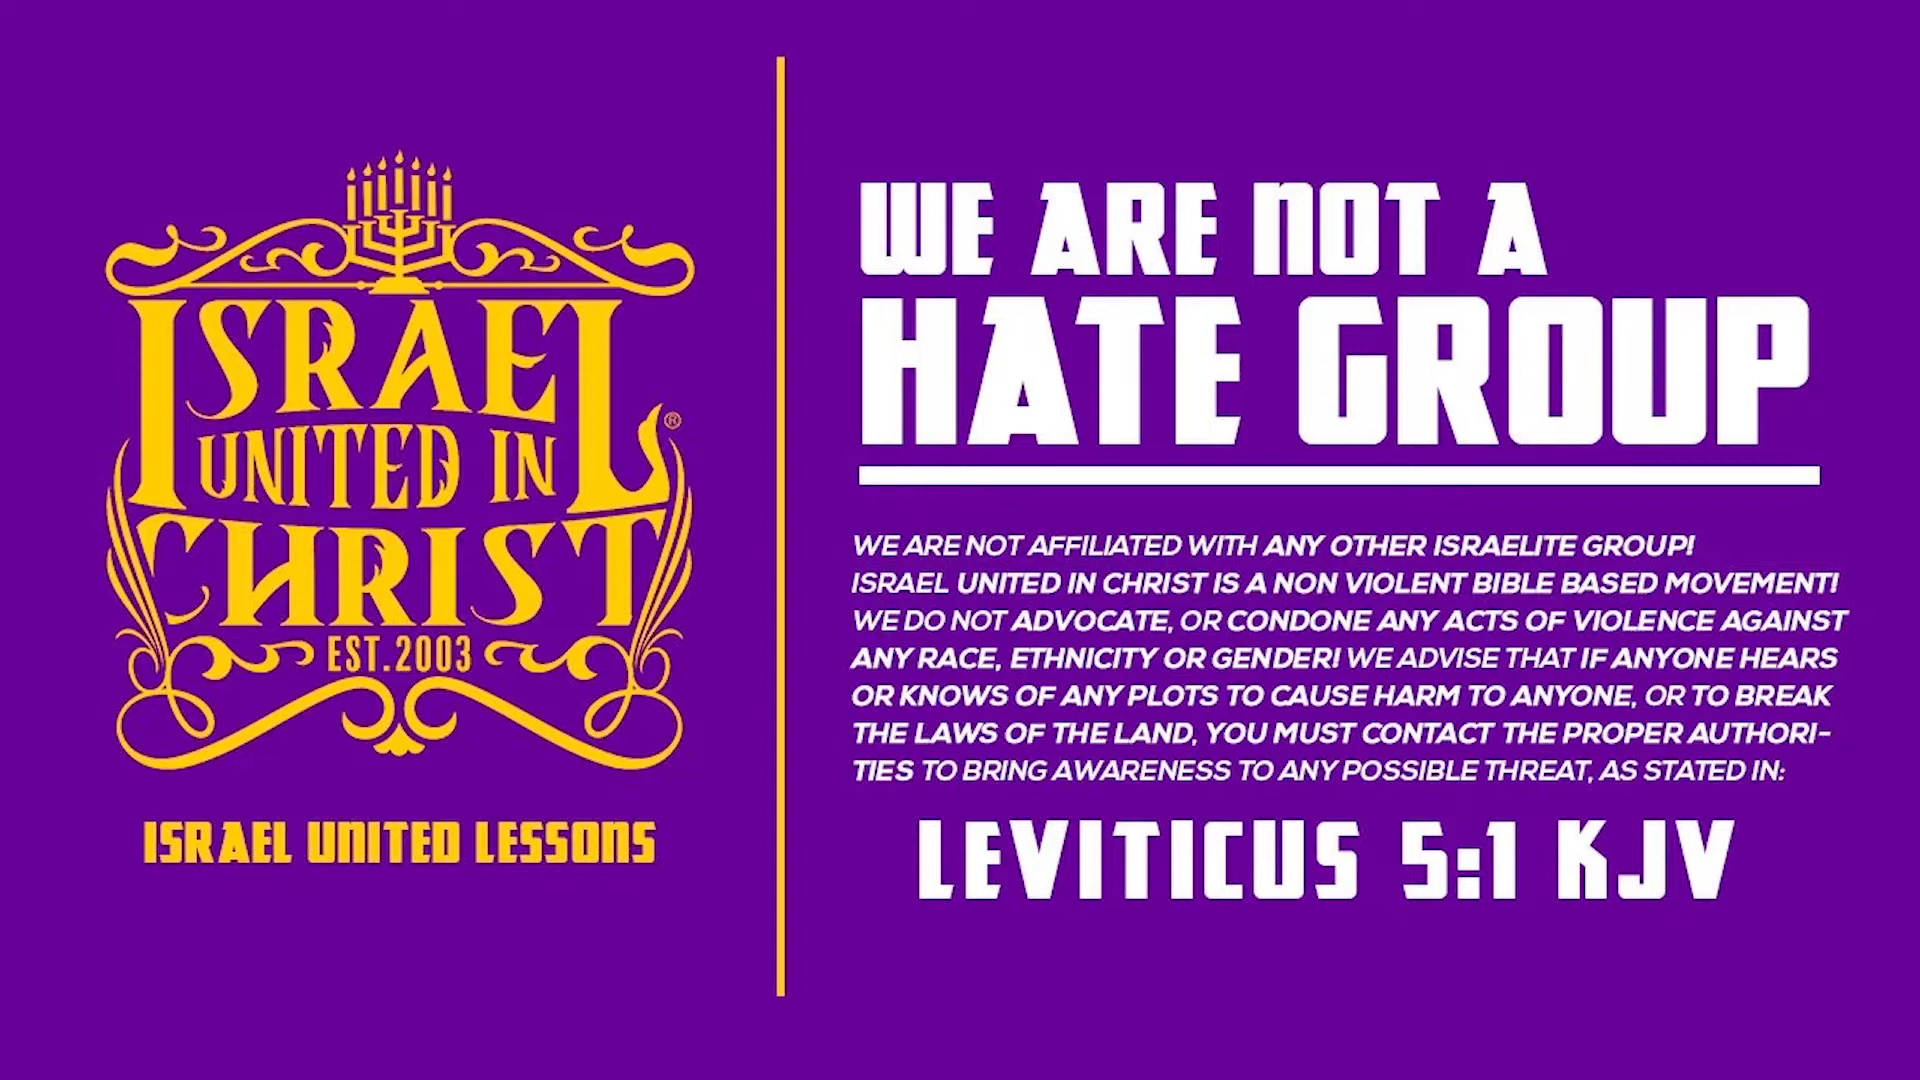 ISRAEL
UNITED IN
CHRIST
®
EST.2003
ISRAEL UNITED LESSONS
WE ARE NOT A
HATE GROUP
WE ARE NOT AFFILIATED WITH ANY OTHER ISRAELITE GROUP!
ISRAEL UNITED IN CHRIST IS A NON VIOLENT BIBLE BASED MOVEMENT!
WE DO NOT ADVOCATE, OR CONDONE ANY ACTS OF VIOLENCE AGAINST
ANY RACE, ETHNICITY OR GENDER! WE ADVISE THAT IF ANYONE HEARS
OR KNOWS OF ANY PLOTS TO CAUSE HARM TO ANYONE, OR TO BREAK
THE LAWS OF THE LAND, YOU MUST CONTACT THE PROPER AUTHORI-
TIES TO BRING AWARENESS TO ANY POSSIBLE THREAT, AS STATED IN:
LEVITICUS 5:1 KJV